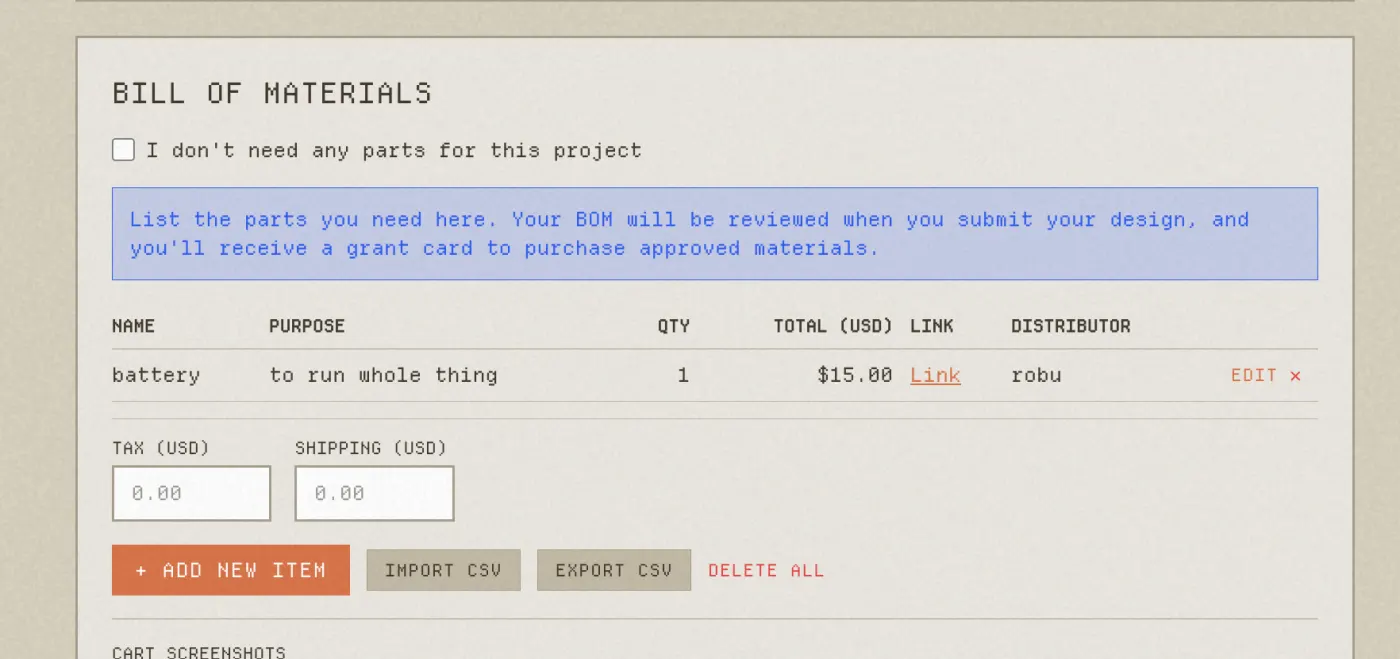 BILL OF MATERIALS
I don't need any parts for this project
List the parts you need here. Your BOM will be reviewed when you submit your design, and
you'll receive a grant card to purchase approved materials.
NAME PURPOSE QTY TOTAL (USD) LINK DISTRIBUTOR
battery to run whole thing 1 $15.00 Link robu EDIT ×
TAX (USD) SHIPPING (USD)
0.00 0.00
+ ADD NEW ITEM IMPORT CSV EXPORT CSV DELETE ALL
CART SCREENSHOTS